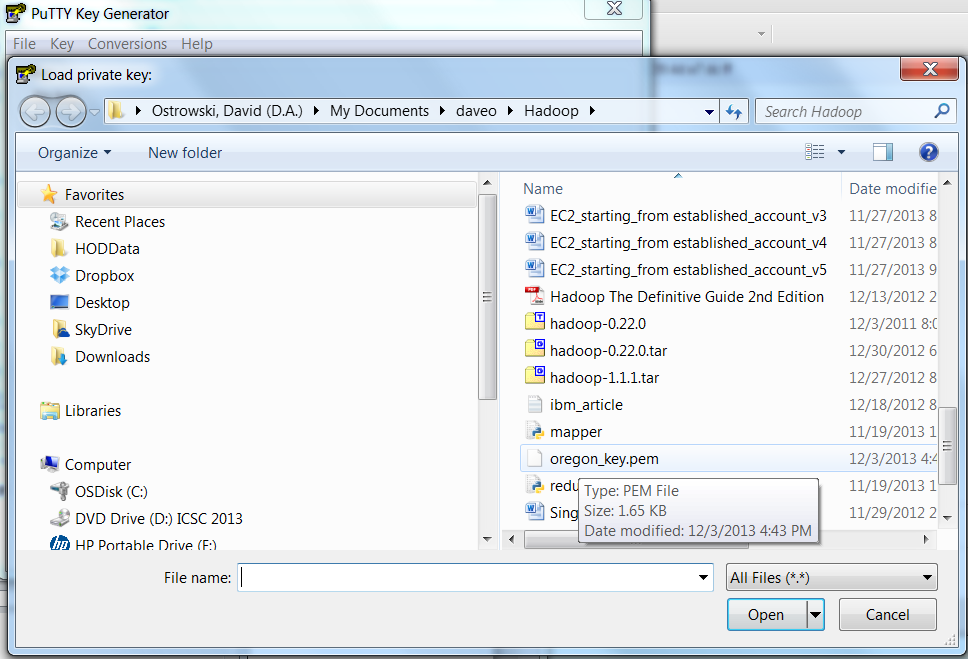 PuTTY Key Generator
File Key Conversions Help
Load private key:
Ostrowski, David (D.A.) My Documents daveo Hadoop Search Hadoop
Organize New folder
Favorites
Recent Places
HODData
Dropbox
Desktop
SkyDrive
Downloads
Libraries
Computer
OSDisk (C:)
DVD Drive (D:) ICSC 2013
HP Portable Drive (F:)
Name Date modifie
EC2_starting_from established_account_v3 11/27/2013 8
EC2_starting_from established_account_v4 11/27/2013 8
EC2_starting_from established_account_v5 11/27/2013 9
Hadoop The Definitive Guide 2nd Edition 12/13/2012 2
hadoop-0.22.0 12/3/2011 8:0
hadoop-0.22.0.tar 12/30/2012 6
hadoop-1.1.1.tar 12/27/2012 8
ibm_article 12/18/2012 8
mapper 11/19/2013 1
oregon_key.pem 12/3/2013 4:4
redu 11/19/2013 1
Sing 11/29/2012 2
Type: PEM File
Size: 1.65 KB
Date modified: 12/3/2013 4:43 PM
File name: All Files (*.*)
Open Cancel